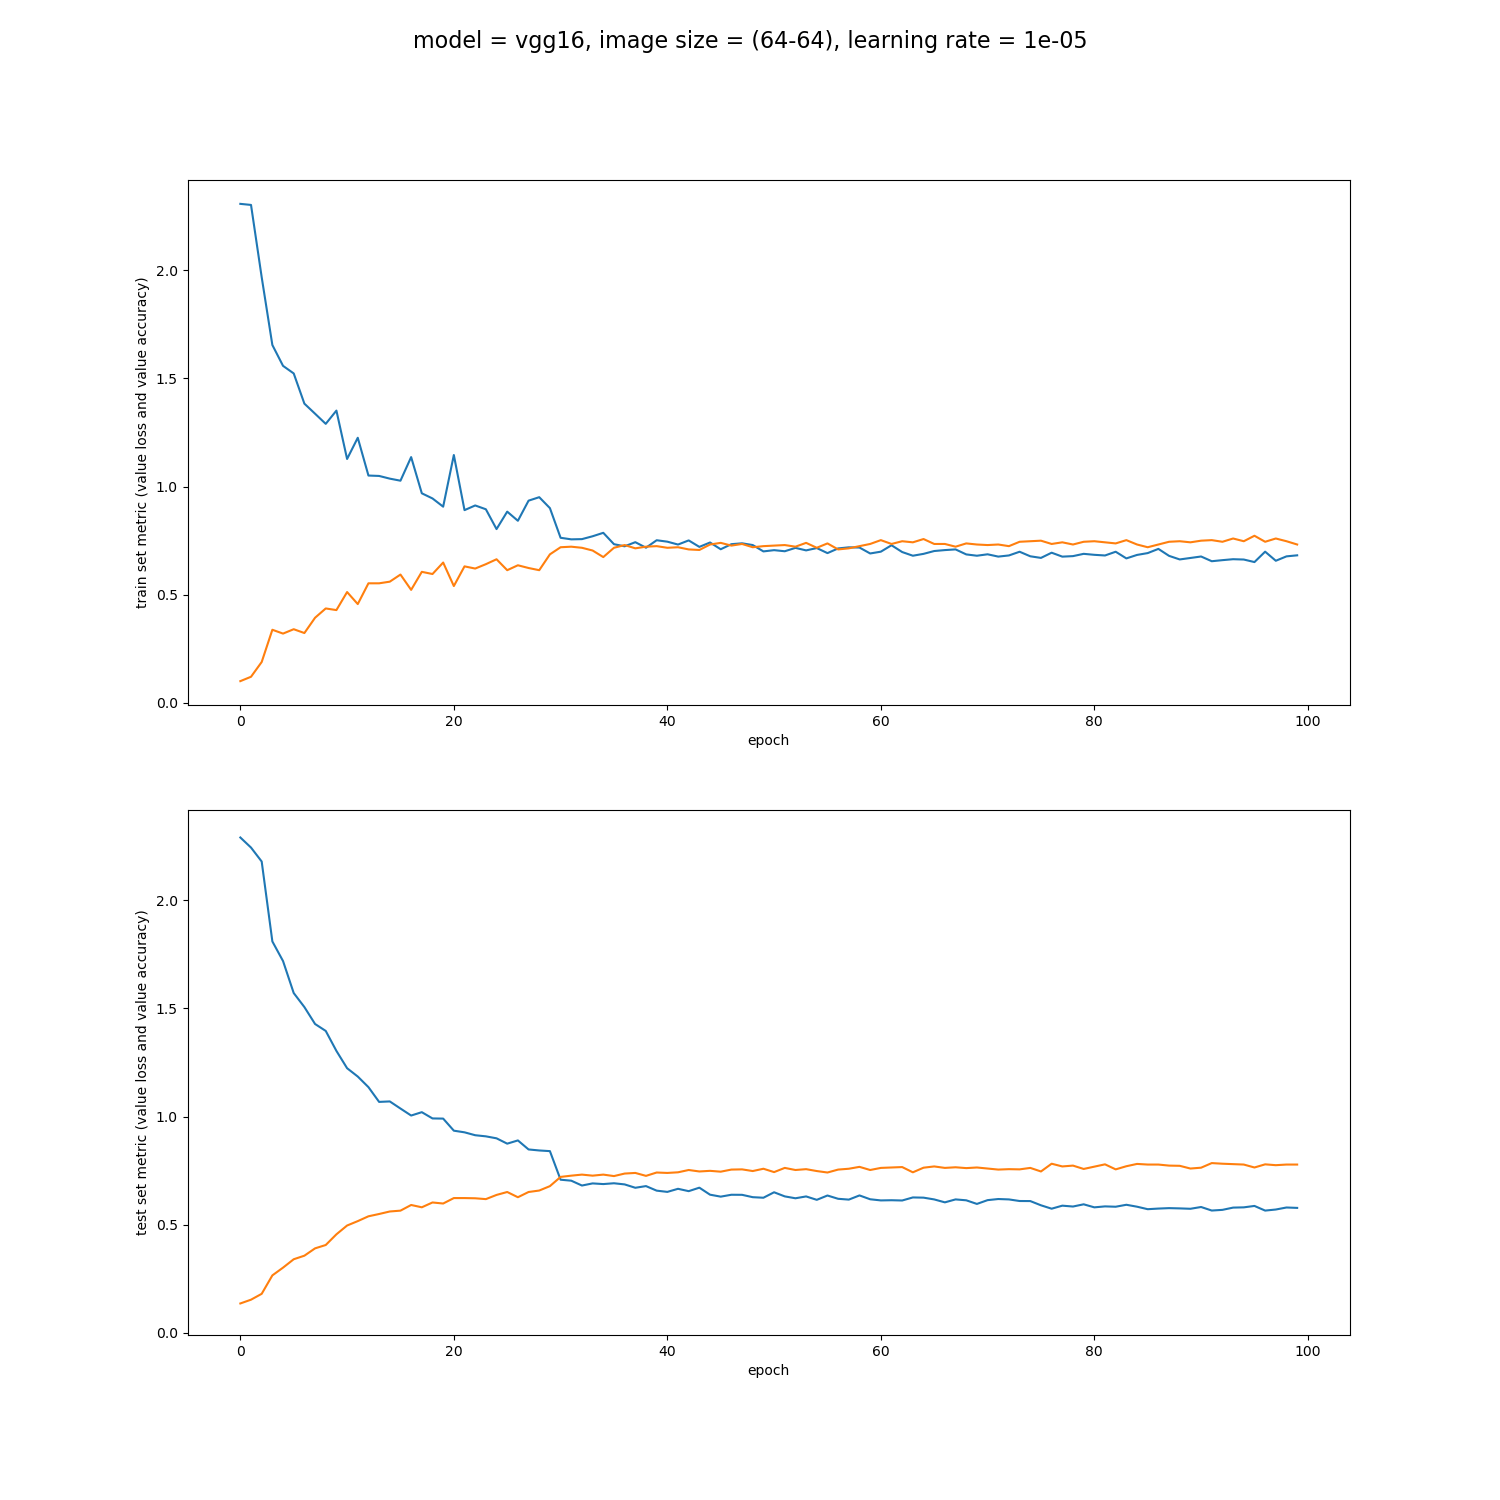 model = vgg16, image size = (64-64), learning rate = 1e-05
train set metric (value loss and value accuracy)
2.0
1.5
1.0
0.5
0.0
0 20 40 60 80 100
epoch
test set metric (value loss and value accuracy)
2.0
1.5
1.0
0.5
0.0
0 20 40 60 80 100
epoch